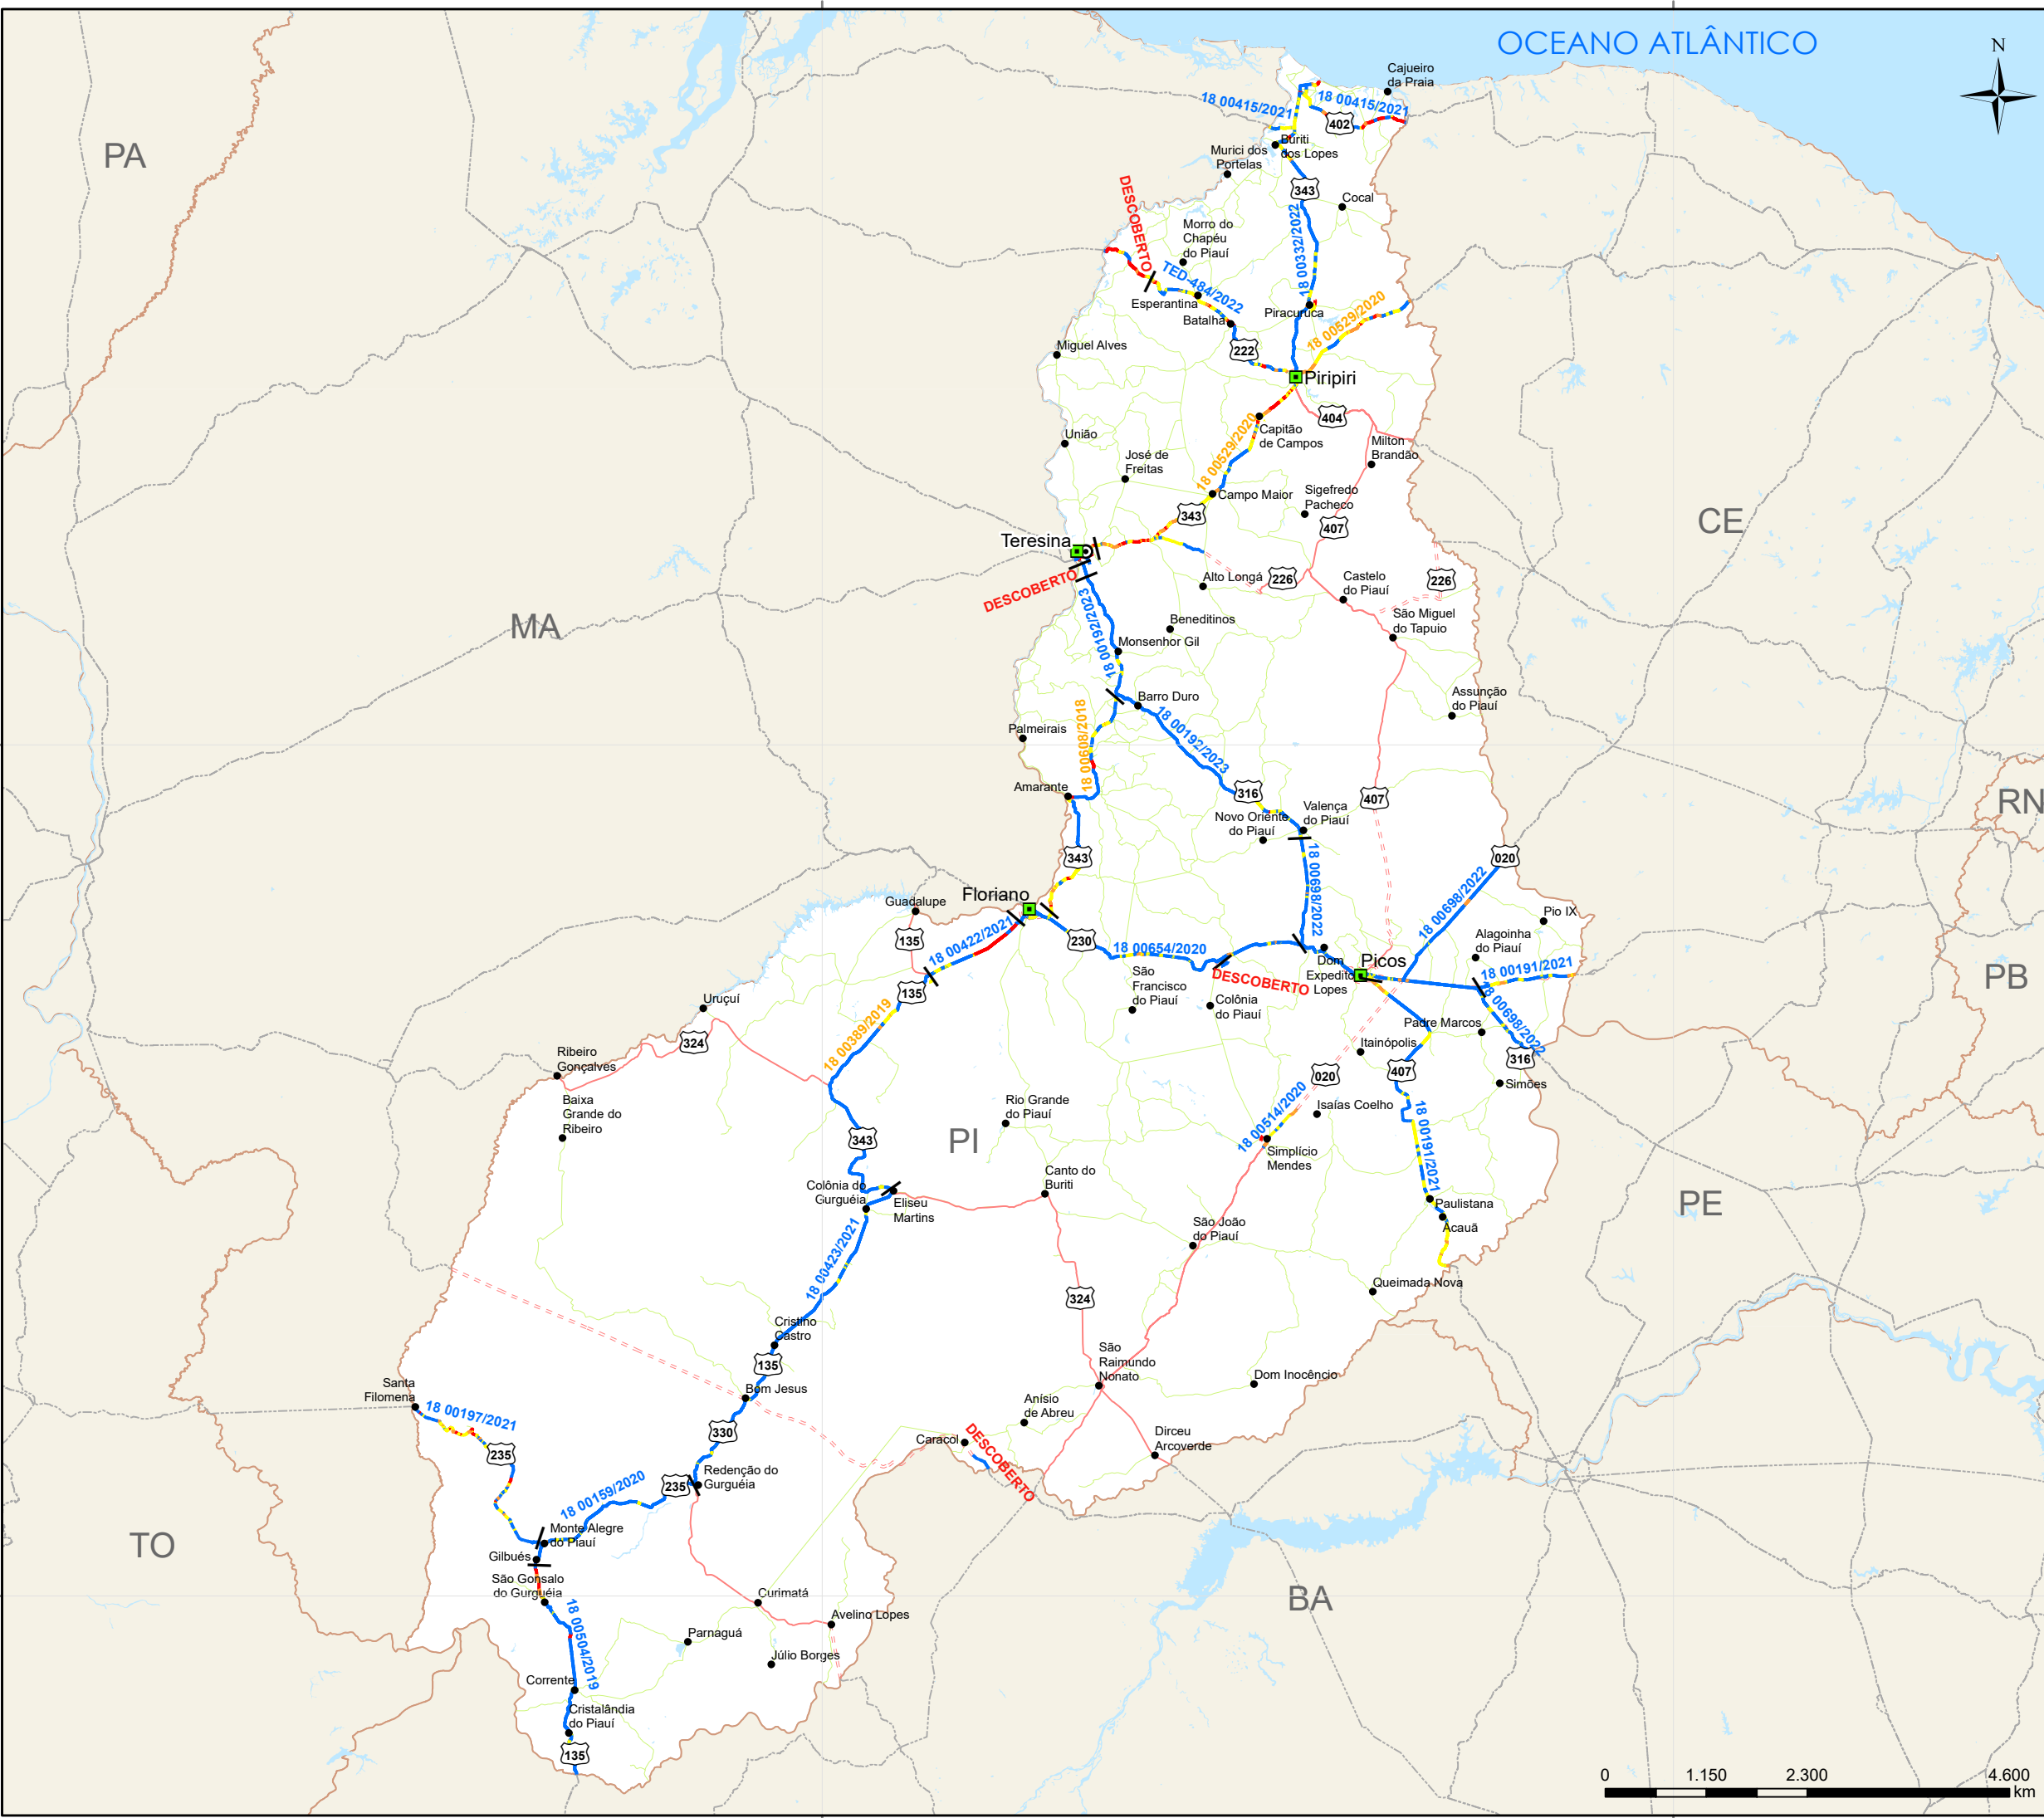 OCEANO ATLÂNTICO
N
Cajueiro
da Praia
18 00415/2021
18 00415/2021
402
PA
Buriti
dos Lopes
Murici dos
Portelas
343
Cocal
DESCOBERTO
Morro do
Chapéu
do Piauí
18 00332/2022
TED-484/2022
Esperantina
Batalha
Piracuruca
18 00529/2020
222
Miguel Alves
Piripiri
404
Capitão
de Campos
União
18 00529/2020
Milton
Brandão
José de
Freitas
Campo Maior
Sigefredo
Pacheco
343
407
CE
Teresina
DESCOBERTO
Alto Longá
226
226
Castelo
do Piauí
MA
18 00192/2023
Beneditinos
São Miguel
do Tapuio
Monsenhor Gil
Barro Duro
Assunção
do Piauí
18 00608/2018
18 00192/2023
Palmeirais
Amarante
316
407
RN
Valença
do Piauí
Novo Oriente
do Piauí
343
020
18 00698/2022
18 00698/2022
Floriano
Guadalupe
Pio IX
135
18 00422/2021
230
18 00654/2020
Alagoinha
do Piauí
Dom
Expedito
Lopes
Picos
18 00191/2021
PB
DESCOBERTO
São
Francisco
do Piauí
Colônia
do Piauí
135
18 00389/2019
Uruçuí
18 00698/2022
Padre Marcos
324
Itainópolis
316
Ribeiro
Gonçalves
020
407
Simões
Baixa
Grande do
Ribeiro
Rio Grande
do Piauí
Isaías Coelho
18 00514/2020
18 00191/2021
343
PI
Simplício
Mendes
Canto do
Buriti
Colônia do
Gurguéia
Eliseu
Martins
Paulistana
Acauã
PE
18 00423/2021
São João
do Piauí
Queimada Nova
324
Cristino
Castro
135
São
Raimundo
Nonato
Dom Inocêncio
Santa
Filomena
Bom Jesus
18 00197/2021
Anísio
de Abreu
330
Caracol
DESCOBERTO
Dirceu
Arcoverde
235
Redenção do
Gurguéia
235
18 00159/2020
Monte Alegre
do Piauí
TO
Gilbués
São Gonsalo
do Gurguéia
Curimatá
BA
Avelino Lopes
18 00504/2019
Parnaguá
Júlio Borges
Corrente
Cristalândia
do Piauí
135
0 1.150 2.300 4.600
km